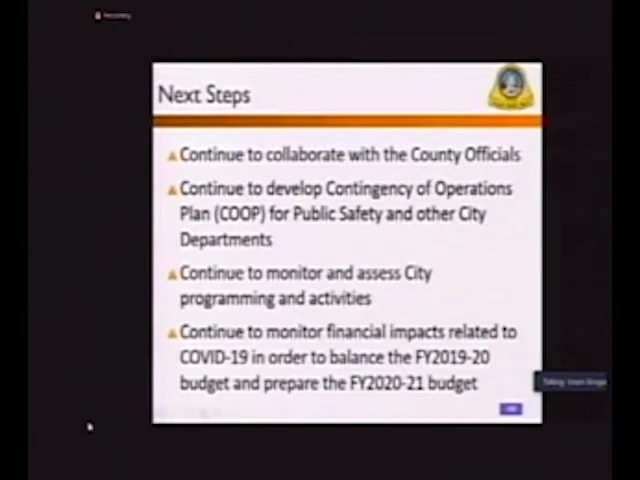 Recording
Next Steps
Continue to collaborate with the County Officials
Continue to develop Contingency of Operations
Plan (COOP) for Public Safety and other City
Departments
Continue to monitor and assess City
programming and activities
Continue to monitor financial impacts related to
COVID-19 in order to balance the FY2019-20
budget and prepare the FY2020-21 budget
Talking: